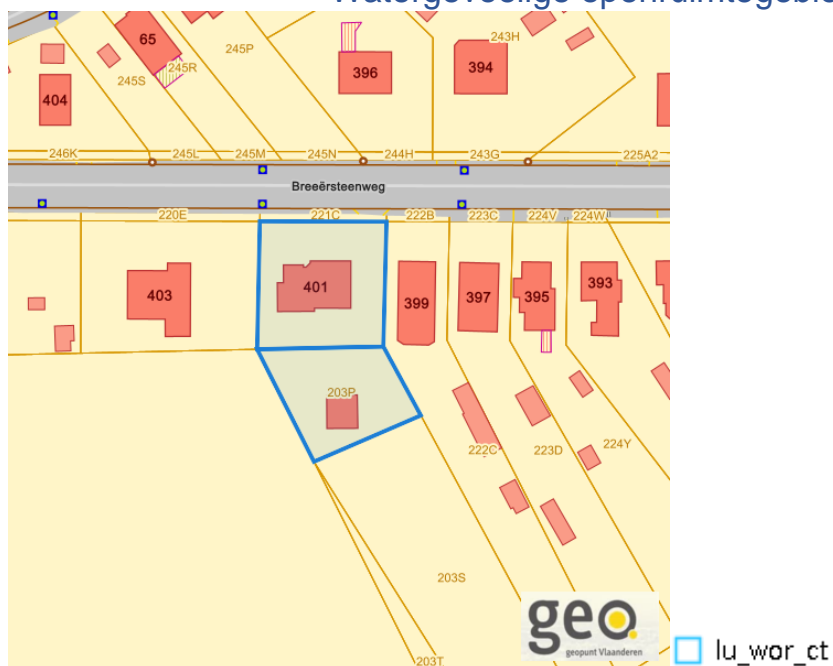 Watergevoelige openruimtegebie
65
245P
243H
245R
245S
396
394
404
246K
245L
245M
245N
244H
243G
225A2
Breeërsteenweg
220E
221C
222B
223C
224V
224W
403
401
399
397
395
393
203P
222C
223D
224Y
203S
203T
geo
geopunt Vlaanderen
lu_wor_ct